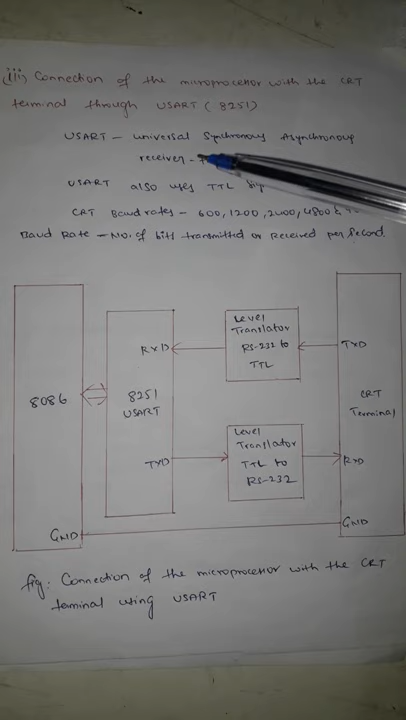 (iii) Connection of the microprocessor with the CRT
terminal through USART (8251)
USART - Universal Synchronous Asynchronous
receiver -
USART also uses TTL
CRT Baud rates - 600, 1200, 2400, 4800 &
Baud Rate - No. of bits transmitted or Received per second.
Level
Translator
RS-232 to
TTL
RXD
TXD
8086
8251
USART
CRT
Terminal
Level
Translator
TTL to
RS-232
TXD
RXD
GND
GND
fig: Connection of the microprocessor with the CRT
terminal using USART